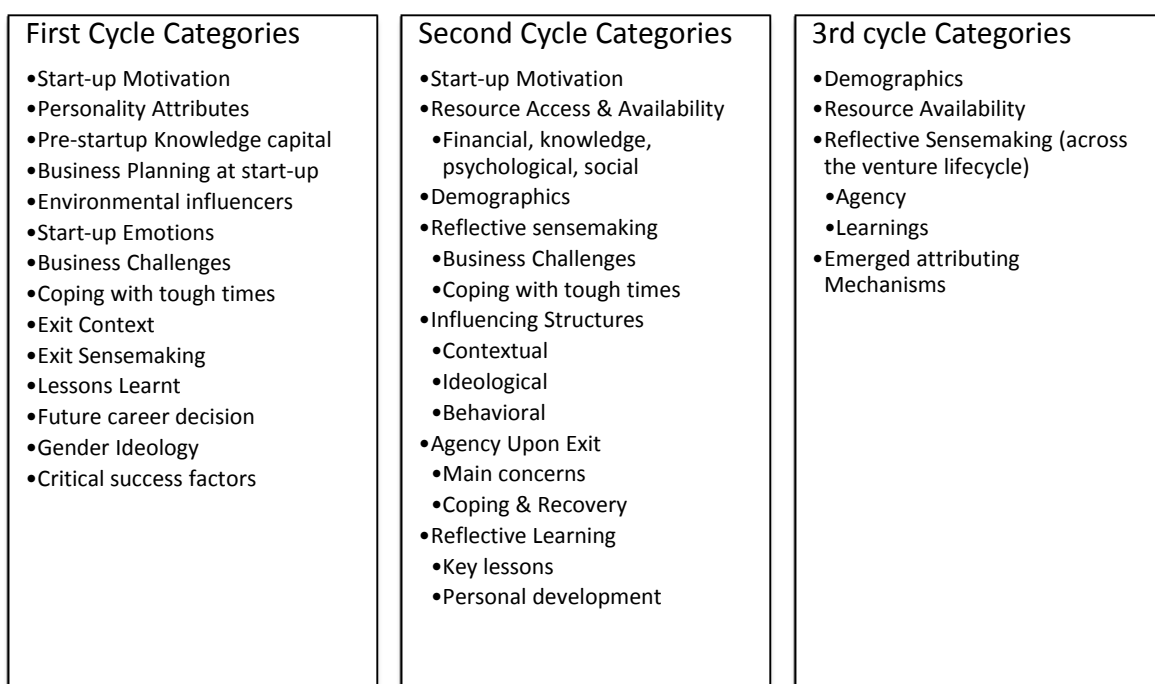 First Cycle Categories
•Start-up Motivation
•Personality Attributes
•Pre-startup Knowledge capital
•Business Planning at start-up
•Environmental influencers
•Start-up Emotions
•Business Challenges
•Coping with tough times
•Exit Context
•Exit Sensemaking
•Lessons Learnt
•Future career decision
•Gender Ideology
•Critical success factors
Second Cycle Categories
•Start-up Motivation
•Resource Access & Availability
•Financial, knowledge,
psychological, social
•Demographics
•Reflective sensemaking
•Business Challenges
•Coping with tough times
•Influencing Structures
•Contextual
•Ideological
•Behavioral
•Agency Upon Exit
•Main concerns
•Coping & Recovery
•Reflective Learning
•Key lessons
•Personal development
3rd cycle Categories
•Demographics
•Resource Availability
•Reflective Sensemaking (across
the venture lifecycle)
•Agency
•Learnings
•Emerged attributing
Mechanisms